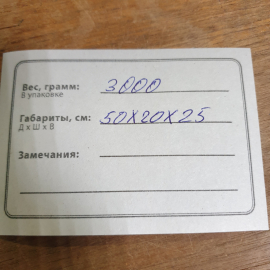 Вес, грамм: 3000
В упаковке
Габариты, см: 50X20X25
Д x Ш x В
Замечания: